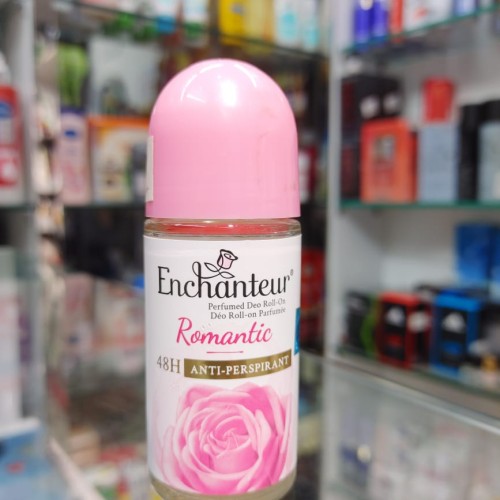 Enchanteur®
Perfumed Deo Roll-On
Déo Roll-on Parfumée
Romantic
48H ANTI-PERSPIRANT